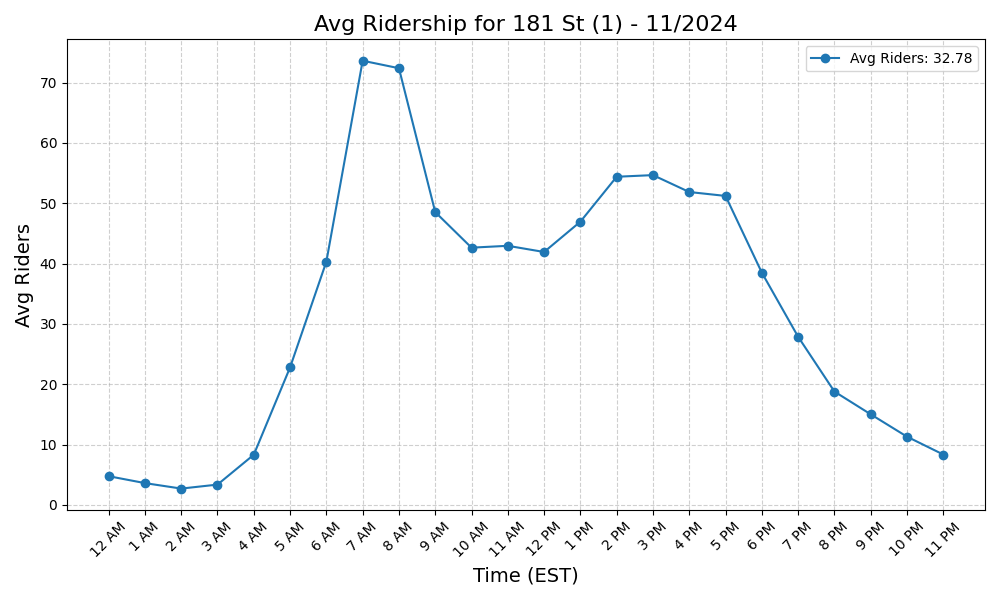 Avg Ridership for 181 St (1) - 11/2024
Avg Riders: 32.78
Avg Riders
70
60
50
40
30
20
10
0
12 AM
1 AM
2 AM
3 AM
4 AM
5 AM
6 AM
7 AM
8 AM
9 AM
10 AM
11 AM
12 PM
1 PM
2 PM
3 PM
4 PM
5 PM
6 PM
7 PM
8 PM
9 PM
10 PM
11 PM
Time (EST)